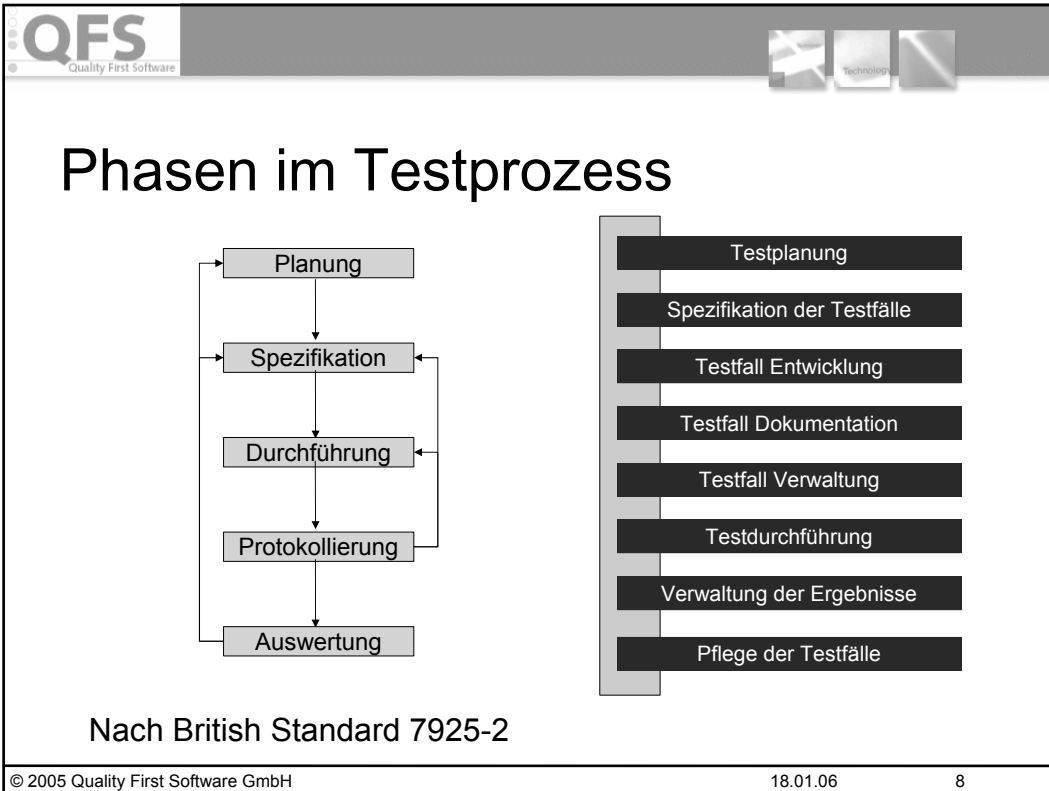 QFS
Quality First Software
Technology
Phasen im Testprozess
Planung
Spezifikation
Durchführung
Protokollierung
Auswertung
Testplanung
Spezifikation der Testfälle
Testfall Entwicklung
Testfall Dokumentation
Testfall Verwaltung
Testdurchführung
Verwaltung der Ergebnisse
Pflege der Testfälle
Nach British Standard 7925-2
© 2005 Quality First Software GmbH 18.01.06 8